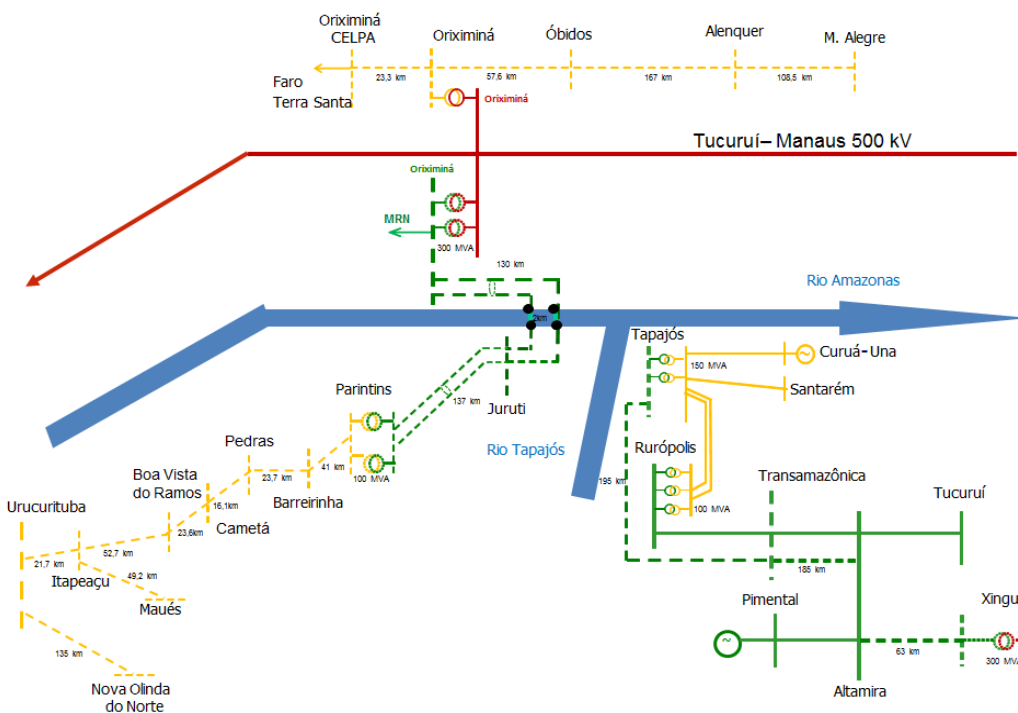 Oriximiná
CELPA
Oriximiná
Óbidos
Alenquer
M. Alegre
23,3 km
57,6 km
167 km
108,5 km
Faro
Terra Santa
Oriximiná
Tucuruí– Manaus 500 kV
Oriximiná
MRN
300 MVA
130 km
Rio Amazonas
2km
Tapajós
150 MVA
Curuá-Una
Santarém
Parintins
137 km
Juruti
Rio Tapajós
Pedras
41 km
100 MVA
Rurópolis
195 km
100 MVA
Transamazônica
Tucuruí
Boa Vista
do Ramos
23,7 km
Barreirinha
16,1km
Urucurituba
23,6km
Cametá
52,7 km
21,7 km
Itapeaçu
49,2 km
Maués
185 km
Pimental
Xingu
135 km
63 km
300 MVA
Nova Olinda
do Norte
Altamira